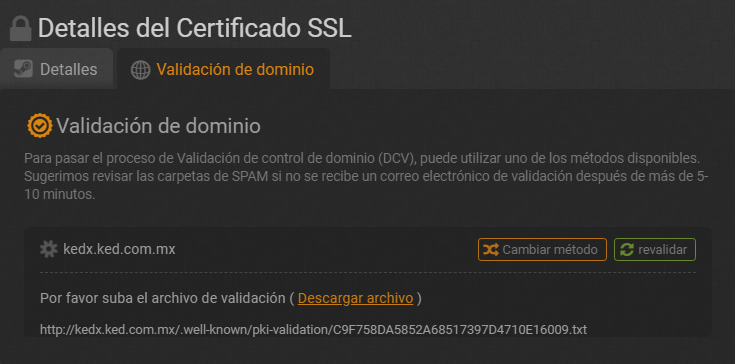 Detalles del Certificado SSL
Detalles
Validación de dominio
Validación de dominio
Para pasar el proceso de Validación de control de dominio (DCV), puede utilizar uno de los métodos disponibles.
Sugerimos revisar las carpetas de SPAM si no se recibe un correo electrónico de validación después de más de 5-
10 minutos.
kedx.ked.com.mx
Cambiar método
revalidar
Por favor suba el archivo de validación ( Descargar archivo )
http://kedx.ked.com.mx/.well-known/pki-validation/C9F758DA5852A68517397D4710E16009.txt